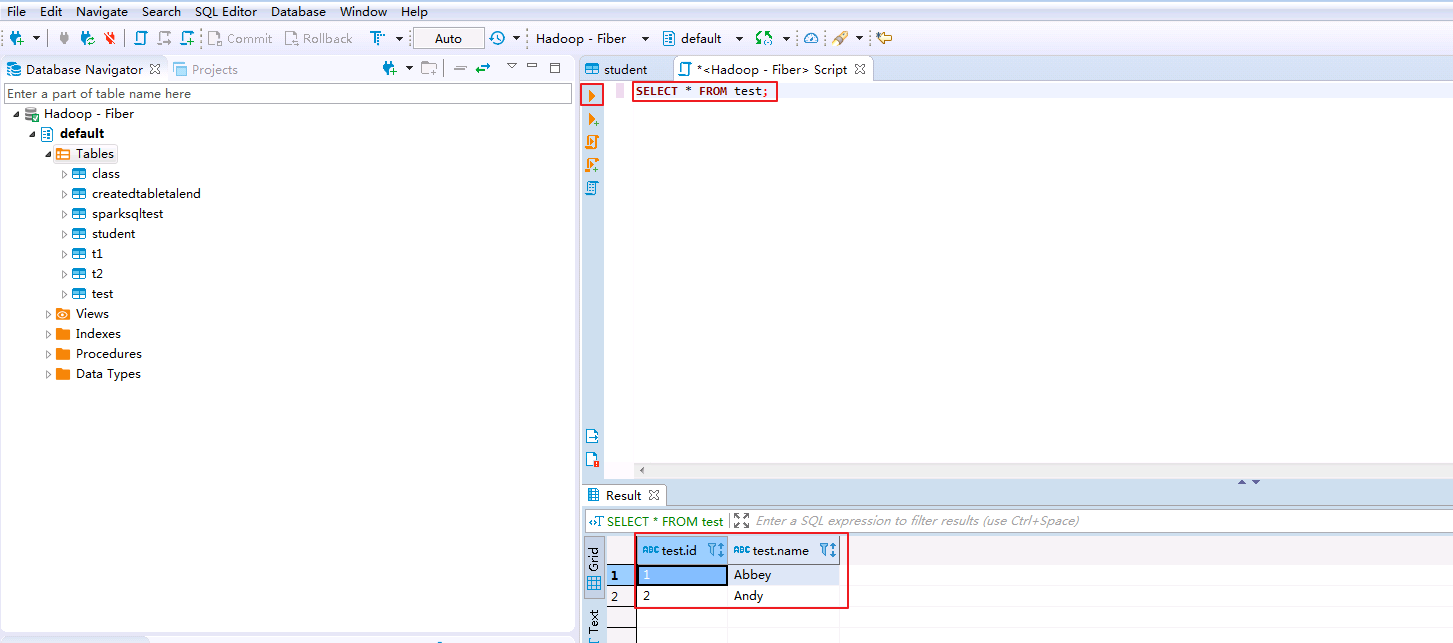 File Edit Navigate Search SQL Editor Database Window Help
Commit Rollback Auto Hadoop - Fiber default
Database Navigator Projects
Enter a part of table name here
Hadoop - Fiber
default
Tables
class
createdtabletalend
sparksqltest
student
t1
t2
test
Views
Indexes
Procedures
Data Types
student *<Hadoop - Fiber> Script
SELECT * FROM test;
Result
SELECT * FROM test Enter a SQL expression to filter results (use Ctrl+Space)
Grid
Text
ABC test.id ABC test.name
1 1 Abbey
2 2 Andy